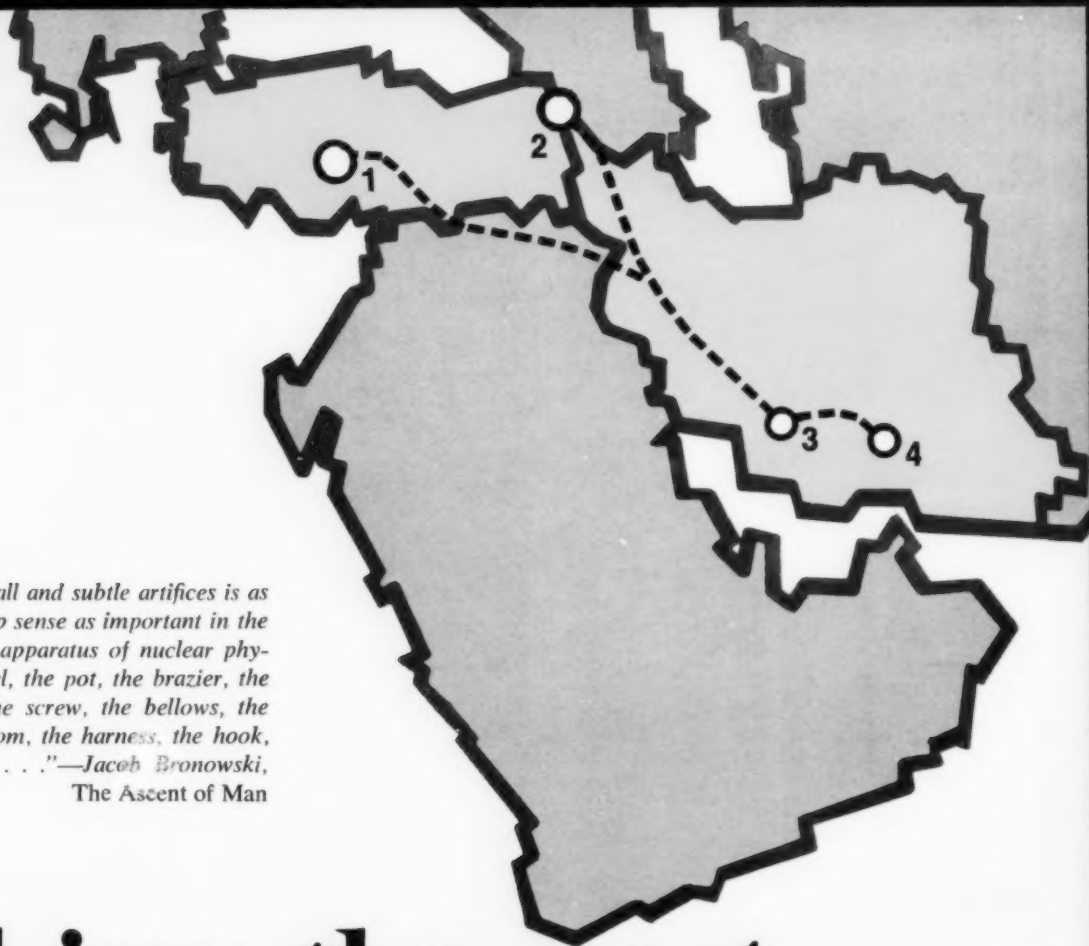 1
2
3
4
all and subtle artifices is as
p sense as important in the
apparatus of nuclear phy-
l, the pot, the brazier, the
e screw, the bellows, the
om, the harness, the hook,
. . . ."—Jacob Bronowski,
The Ascent of Man